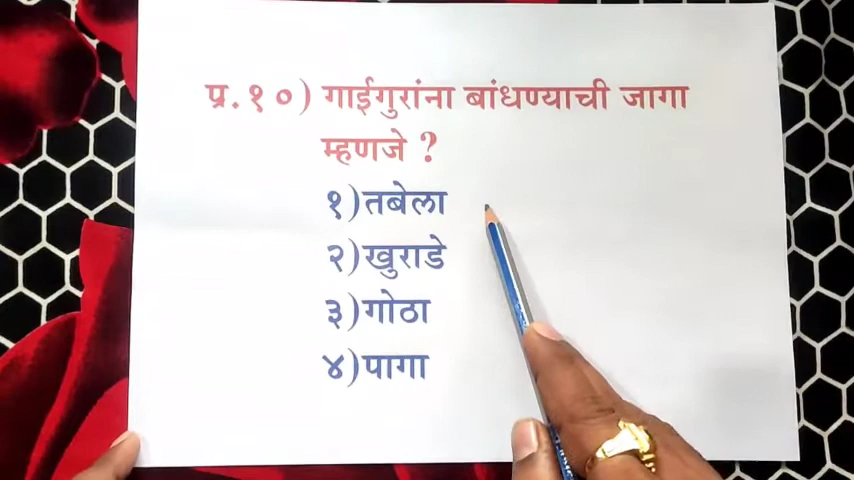 प्र.१०) गाईगुरांना बांधण्याची जागा
म्हणजे ?
१)तबेला
२)खुराडे
३)गोठा
४)पागा